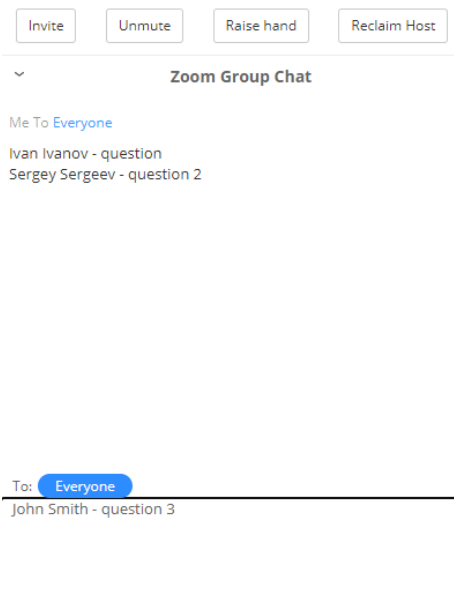 Invite Unmute Raise hand Reclaim Host
Zoom Group Chat
Me To Everyone
Ivan Ivanov - question
Sergey Sergeev - question 2
To: Everyone
John Smith - question 3